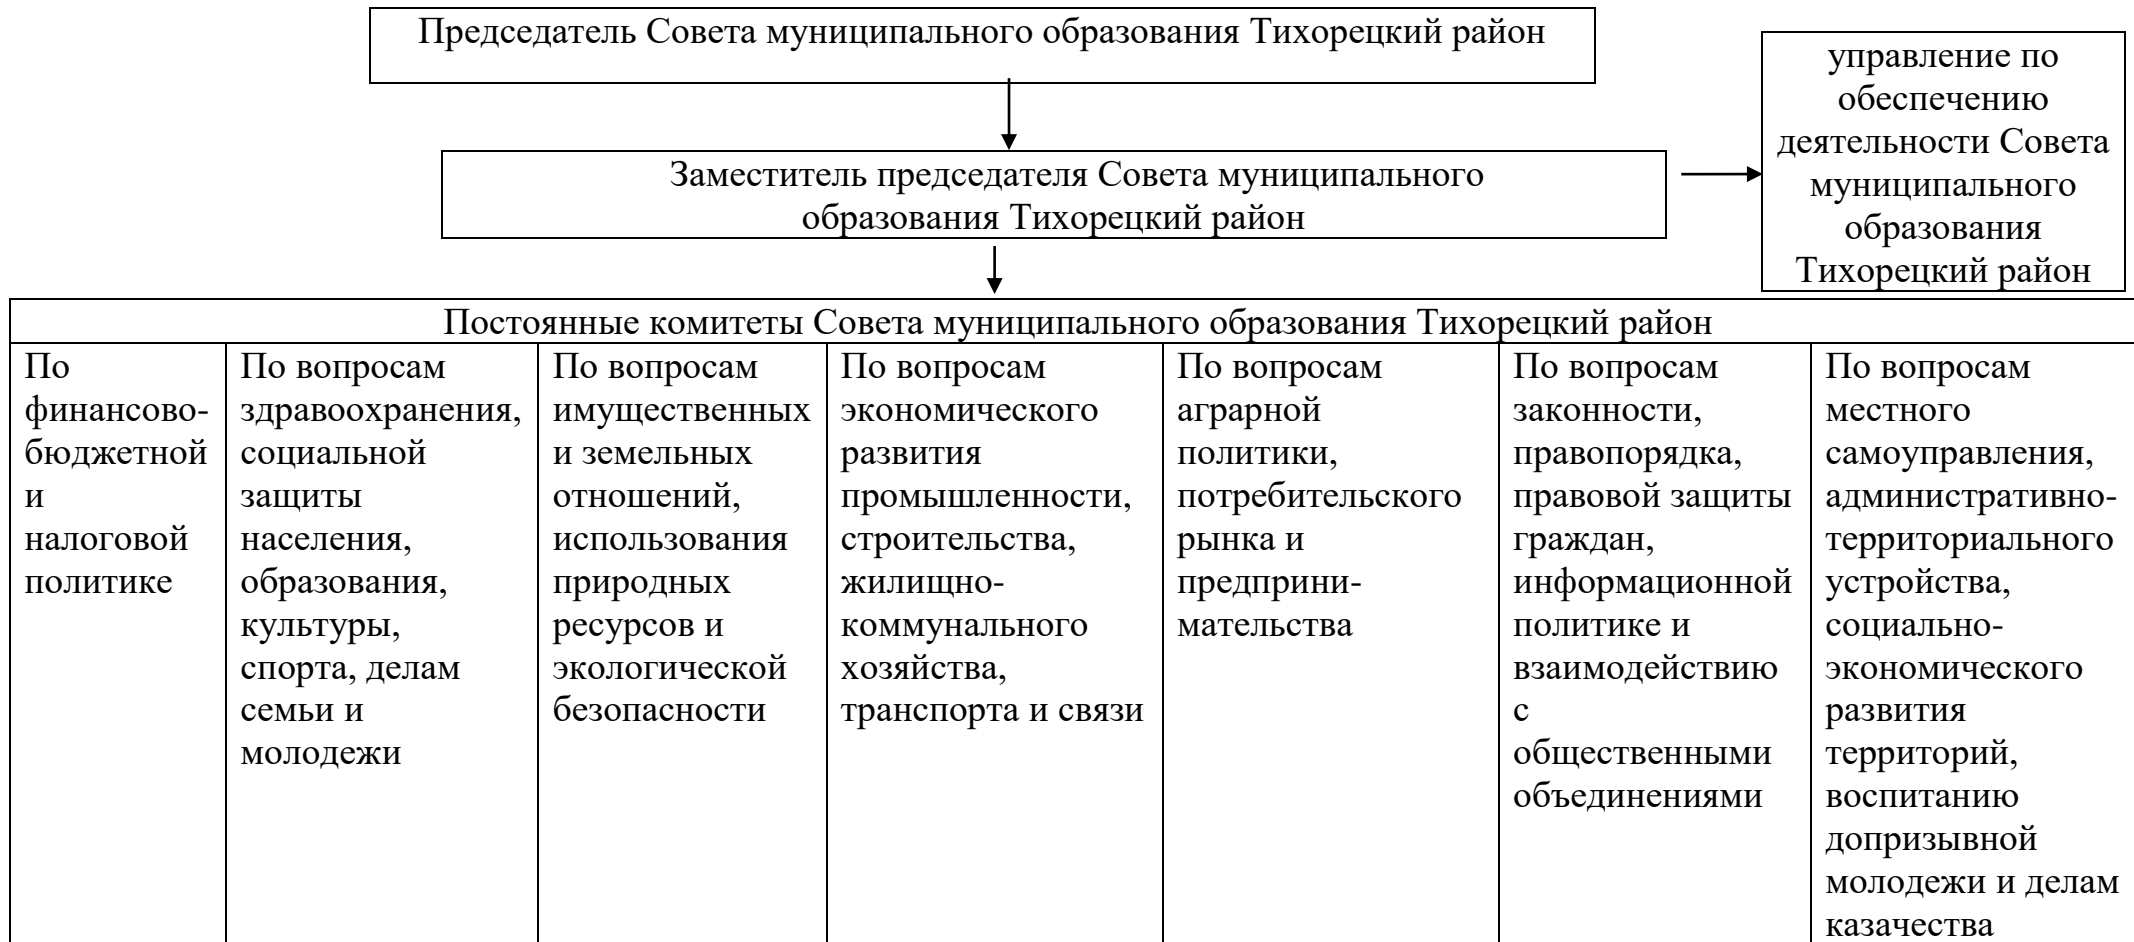 Председатель Совета муниципального образования Тихорецкий район
управление по
обеспечению
деятельности Совета
муниципального
образования
Тихорецкий район
Заместитель председателя Совета муниципального
образования Тихорецкий район
Постоянные комитеты Совета муниципального образования Тихорецкий район
По
финансово-
бюджетной
и
налоговой
политике
По вопросам
здравоохранения,
социальной
защиты
населения,
образования,
культуры,
спорта, делам
семьи и
молодежи
По вопросам
имущественных
и земельных
отношений,
использования
природных
ресурсов и
экологической
безопасности
По вопросам
экономического
развития
промышленности,
строительства,
жилищно-
коммунального
хозяйства,
транспорта и связи
По вопросам
аграрной
политики,
потребительского
рынка и
предприни-
мательства
По вопросам
законности,
правопорядка,
правовой защиты
граждан,
информационной
политике и
взаимодействию
с
общественными
объединениями
По вопросам
местного
самоуправления,
административно-
территориального
устройства,
социально-
экономического
развития
территорий,
воспитанию
допризывной
молодежи и делам
казачества